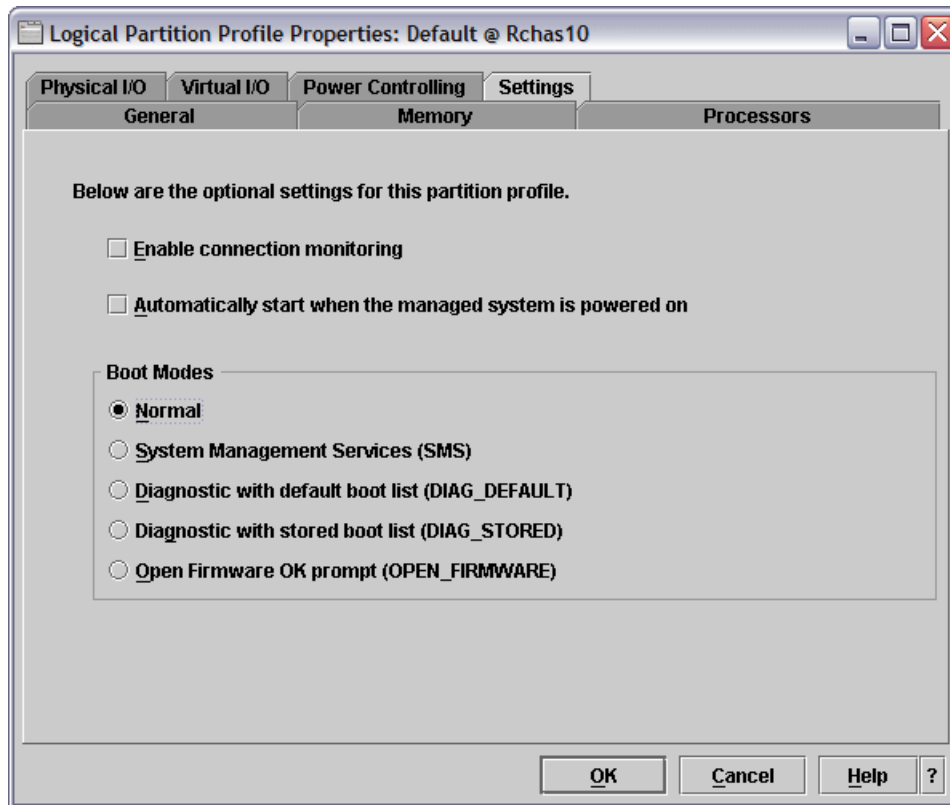 Logical Partition Profile Properties: Default @ Rchas10
Physical I/O Virtual I/O Power Controlling Settings
General Memory Processors
Below are the optional settings for this partition profile.
Enable connection monitoring
Automatically start when the managed system is powered on
Boot Modes
Normal
System Management Services (SMS)
Diagnostic with default boot list (DIAG_DEFAULT)
Diagnostic with stored boot list (DIAG_STORED)
Open Firmware OK prompt (OPEN_FIRMWARE)
OK Cancel Help ?